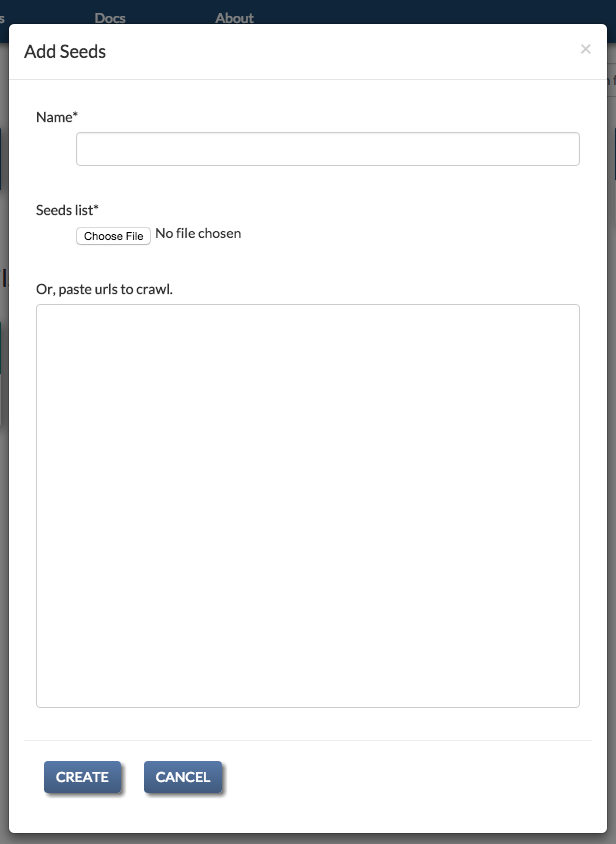 Docs About
Add Seeds ×
Name*
Seeds list*
Choose File No file chosen
Or, paste urls to crawl.
CREATE CANCEL